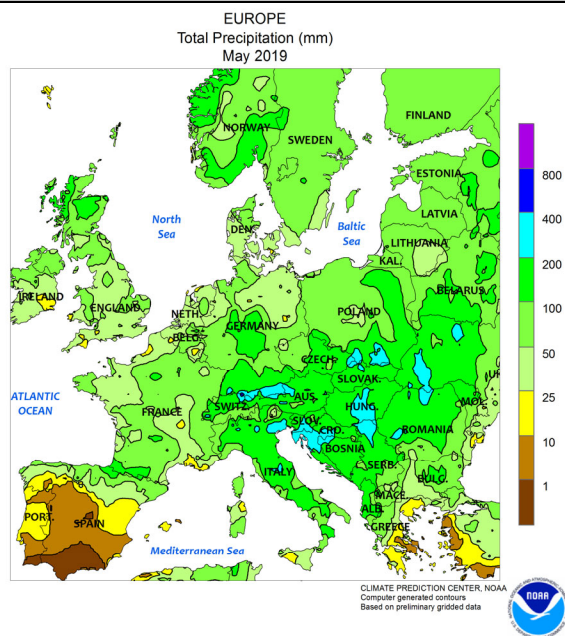 EUROPE
Total Precipitation (mm)
May 2019
FINLAND
NORWAY
SWEDEN
ESTONIA
LATVIA
North
Sea
Baltic
Sea
DEN.
LITHUANIA
KAL.
IRELAND
ENGLAND
NETH.
BELARUS
POLAND
GERMANY
BELG.
CZECH.
SLOVAK.
UK
ATLANTIC
OCEAN
FRANCE
SWITZ.
AUS.
HUNG.
MOL.
SLOV.
CRO.
ROMANIA
BOSNIA
ITALY
SERB.
BULG.
MACE.
ALB.
GREECE
PORT.
SPAIN
Mediterranean Sea
800
400
200
100
50
25
10
1
CLIMATE PREDICTION CENTER, NOAA
Computer generated contours
Based on preliminary gridded data
NOAA